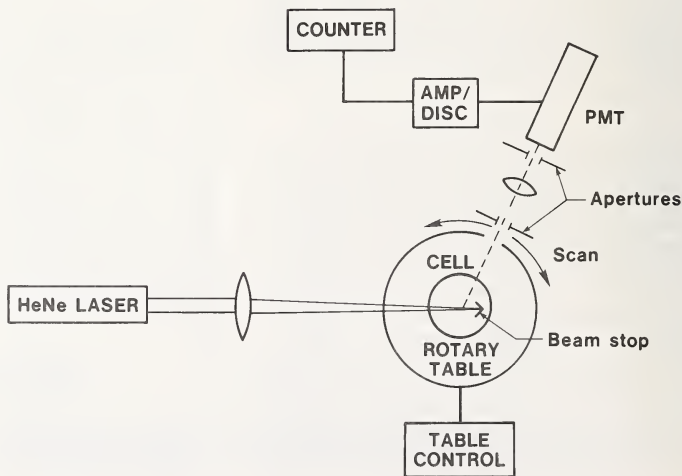 COUNTER
AMP/
DISC
PMT
Apertures
Scan
CELL
HeNe LASER
Beam stop
ROTARY
TABLE
TABLE
CONTROL